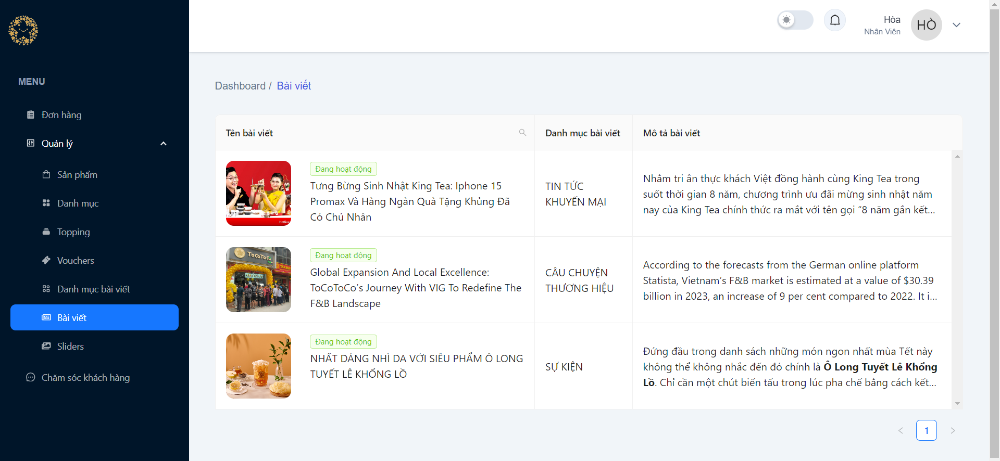 MENU
Đơn hàng
Quản lý
Sản phẩm
Danh mục
Topping
Vouchers
Danh mục bài viết
Bài viết
Sliders
Chăm sóc khách hàng
Hòa
Nhân Viên
HÒ
Dashboard / Bài viết
Tên bài viết
Danh mục bài viết
Mô tả bài viết
Hotline
Đang hoạt động
Tưng Bừng Sinh Nhật King Tea: Iphone 15
Promax Và Hàng Ngàn Quà Tặng Khủng Đã
Có Chủ Nhân
TIN TỨC
KHUYẾN MẠI
Nhằm tri ân thực khách Việt đồng hành cùng King Tea trong
suốt thời gian 8 năm, chương trình ưu đãi mừng sinh nhật năm
nay của King Tea chính thức ra mắt với tên gọi “8 năm gắn kết...
ToCoToCo
Đang hoạt động
Global Expansion And Local Excellence:
ToCoToCo’s Journey With VIG To Redefine The
F&B Landscape
CÂU CHUYỆN
THƯƠNG HIỆU
According to the forecasts from the German online platform
Statista, Vietnam’s F&B market is estimated at a value of $30.39
billion in 2023, an increase of 9 per cent compared to 2022. It i...
Đang hoạt động
NHẤT DÁNG NHÌ DA VỚI SIÊU PHẨM Ô LONG
TUYẾT LÊ KHỔNG LỒ
SỰ KIỆN
Đứng đầu trong danh sách những món ngon nhất mùa Tết này
không thể không nhắc đến đó chính là Ô Long Tuyết Lê Khổng
Lồ. Chỉ cần một chút biến tấu trong lúc pha chế bằng cách kết...
1